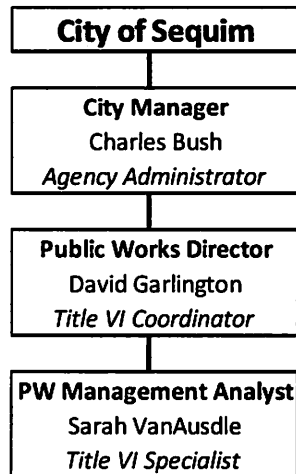 City of Sequim
City Manager
Charles Bush
Agency Administrator
Public Works Director
David Garlington
Title VI Coordinator
PW Management Analyst
Sarah VanAusdle
Title VI Specialist